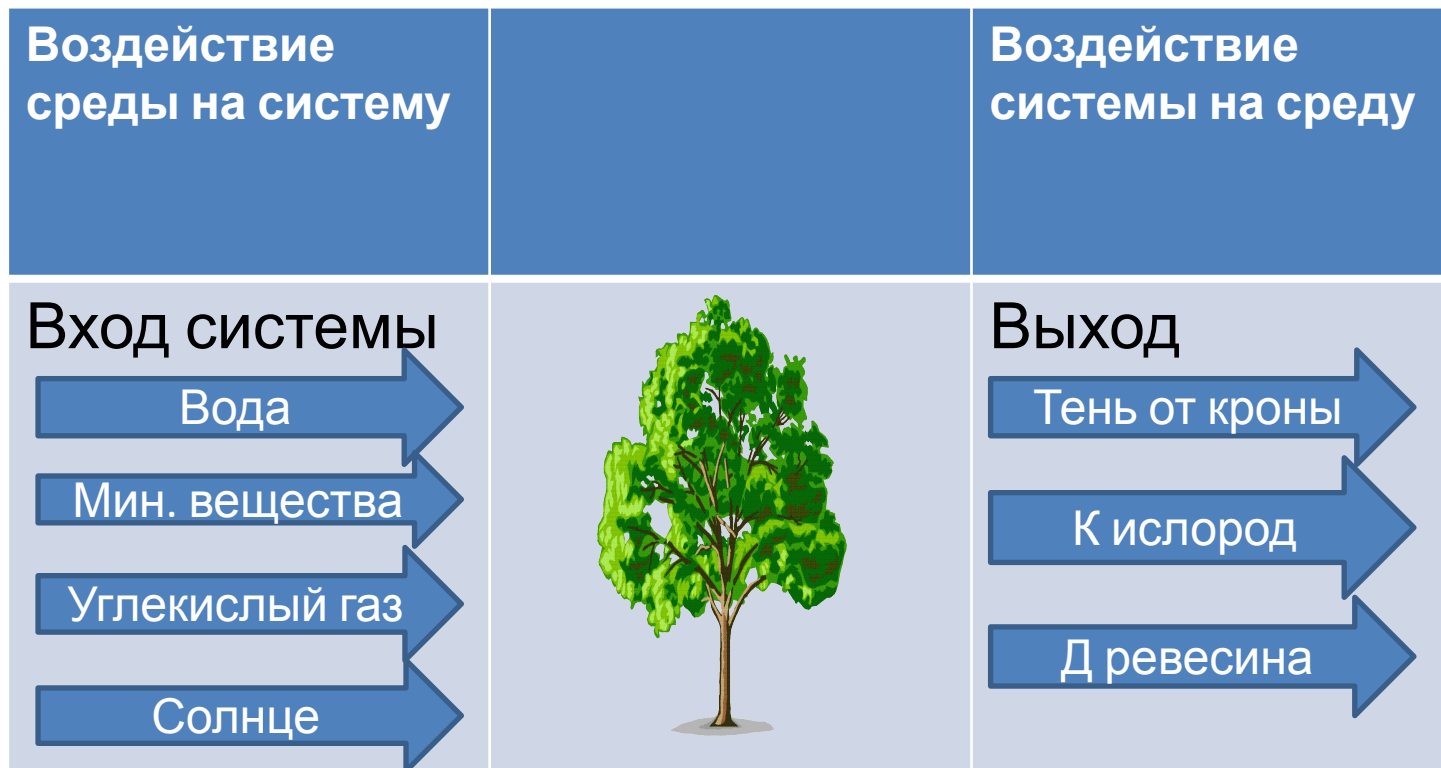 Воздействие
среды на систему
Воздействие
системы на среду
Вход системы
Вода
Мин. вещества
Углекислый газ
Солнце
Выход
Тень от кроны
К ислород
Д ревесина